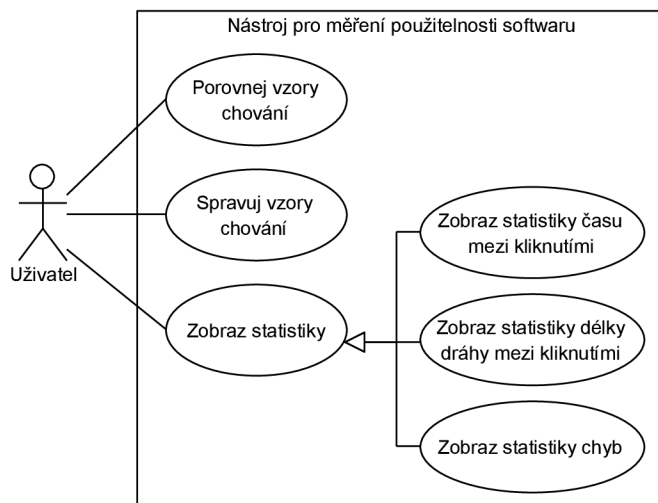 Nástroj pro měření použitelnosti softwaru
Porovnej vzory
chování
Spravuj vzory
chování
Uživatel
Zobraz statistiky
Zobraz statistiky času
mezi kliknutími
Zobraz statistiky délky
dráhy mezi kliknutími
Zobraz statistiky chyb